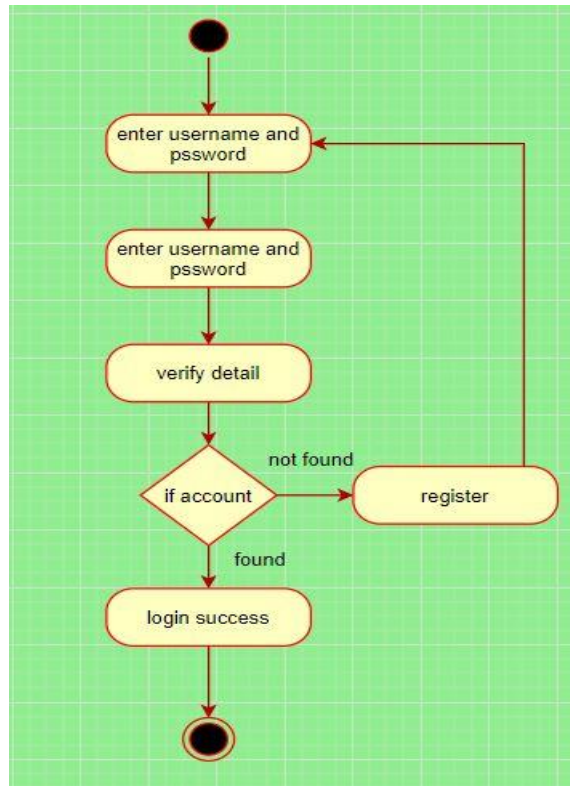 enter username and
pssword
enter username and
pssword
verify detail
not found
if account
register
found
login success